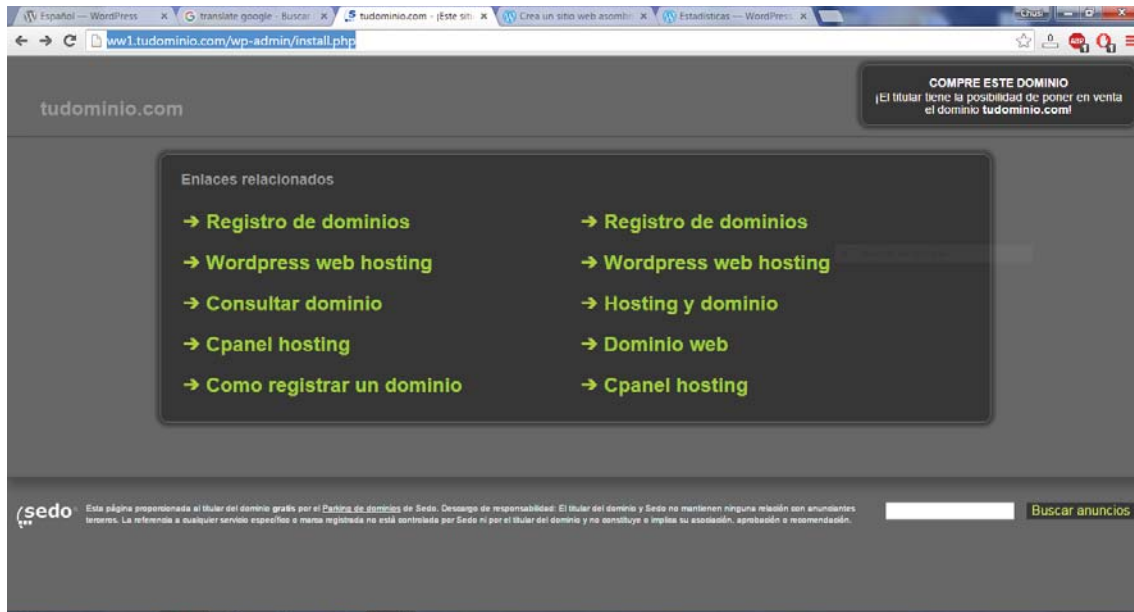 Español — WordPress
G translate google - Buscar
tudominio.com - ¡Este siti
Crea un sitio web asombr
Estadísticas — WordPress
Chusi
ww1.tudominio.com/wp-admin/install.php
COMPRE ESTE DOMINIO
¡El titular tiene la posibilidad de poner en venta
el dominio tudominio.com!
tudominio.com
Enlaces relacionados
➔ Registro de dominios
➔ Registro de dominios
➔ Wordpress web hosting
➔ Wordpress web hosting
➔ Consultar dominio
➔ Hosting y dominio
➔ Cpanel hosting
➔ Dominio web
➔ Como registrar un dominio
➔ Cpanel hosting
sedo
Esta página proporcionada al titular del dominio gratis por el Parking de dominios de Sedo. Descargo de responsabilidad: El titular del dominio y Sedo no mantienen ninguna relación con anunciantes
terceros. La referencia a cualquier servicio específico o marca registrada no está controlada por Sedo ni por el titular del dominio y no constituye o implica su asociación, aprobación o recomendación.
Buscar anuncios